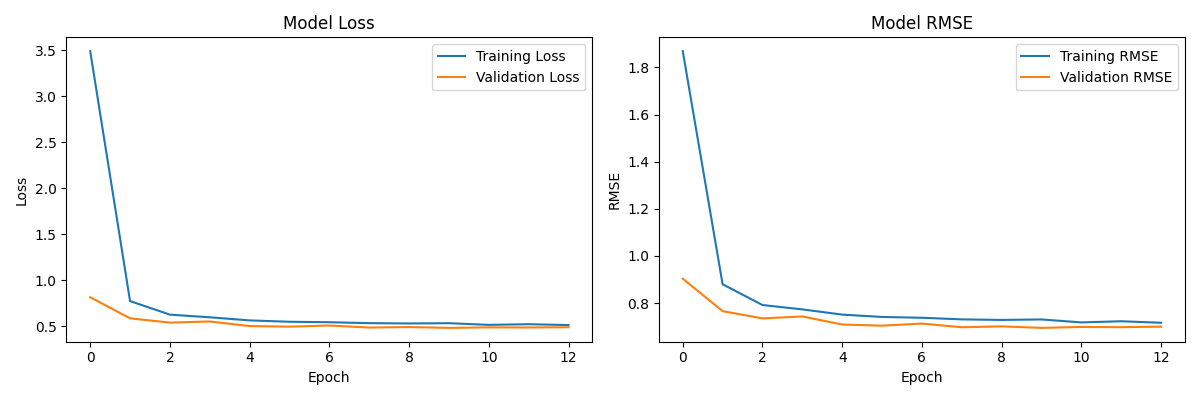 Model Loss
3.5
3.0
2.5
2.0
1.5
1.0
0.5
Loss
Training Loss
Validation Loss
0 2 4 6 8 10 12
Epoch
Model RMSE
1.8
1.6
1.4
1.2
1.0
0.8
RMSE
Training RMSE
Validation RMSE
0 2 4 6 8 10 12
Epoch